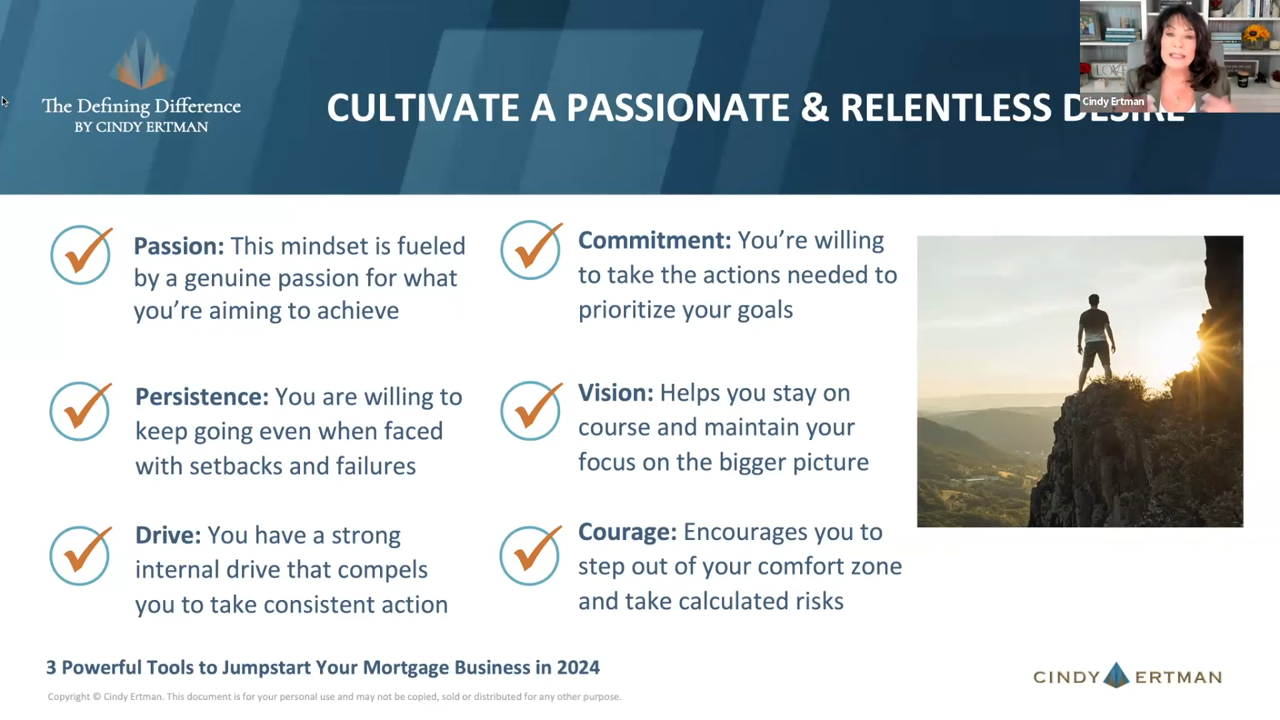 The Defining Difference
BY CINDY ERTMAN
CULTIVATE A PASSIONATE & RELENTLESS DESIRE
Cindy Ertman
Passion: This mindset is fueled
by a genuine passion for what
you're aiming to achieve
Persistence: You are willing to
keep going even when faced
with setbacks and failures
Drive: You have a strong
internal drive that compels
you to take consistent action
Commitment: You're willing
to take the actions needed to
prioritize your goals
Vision: Helps you stay on
course and maintain your
focus on the bigger picture
Courage: Encourages you to
step out of your comfort zone
and take calculated risks
3 Powerful Tools to Jumpstart Your Mortgage Business in 2024
Copyright © Cindy Ertman. This document is for your personal use and may not be copied, sold or distributed for any other purpose.
CINDY ERTMAN